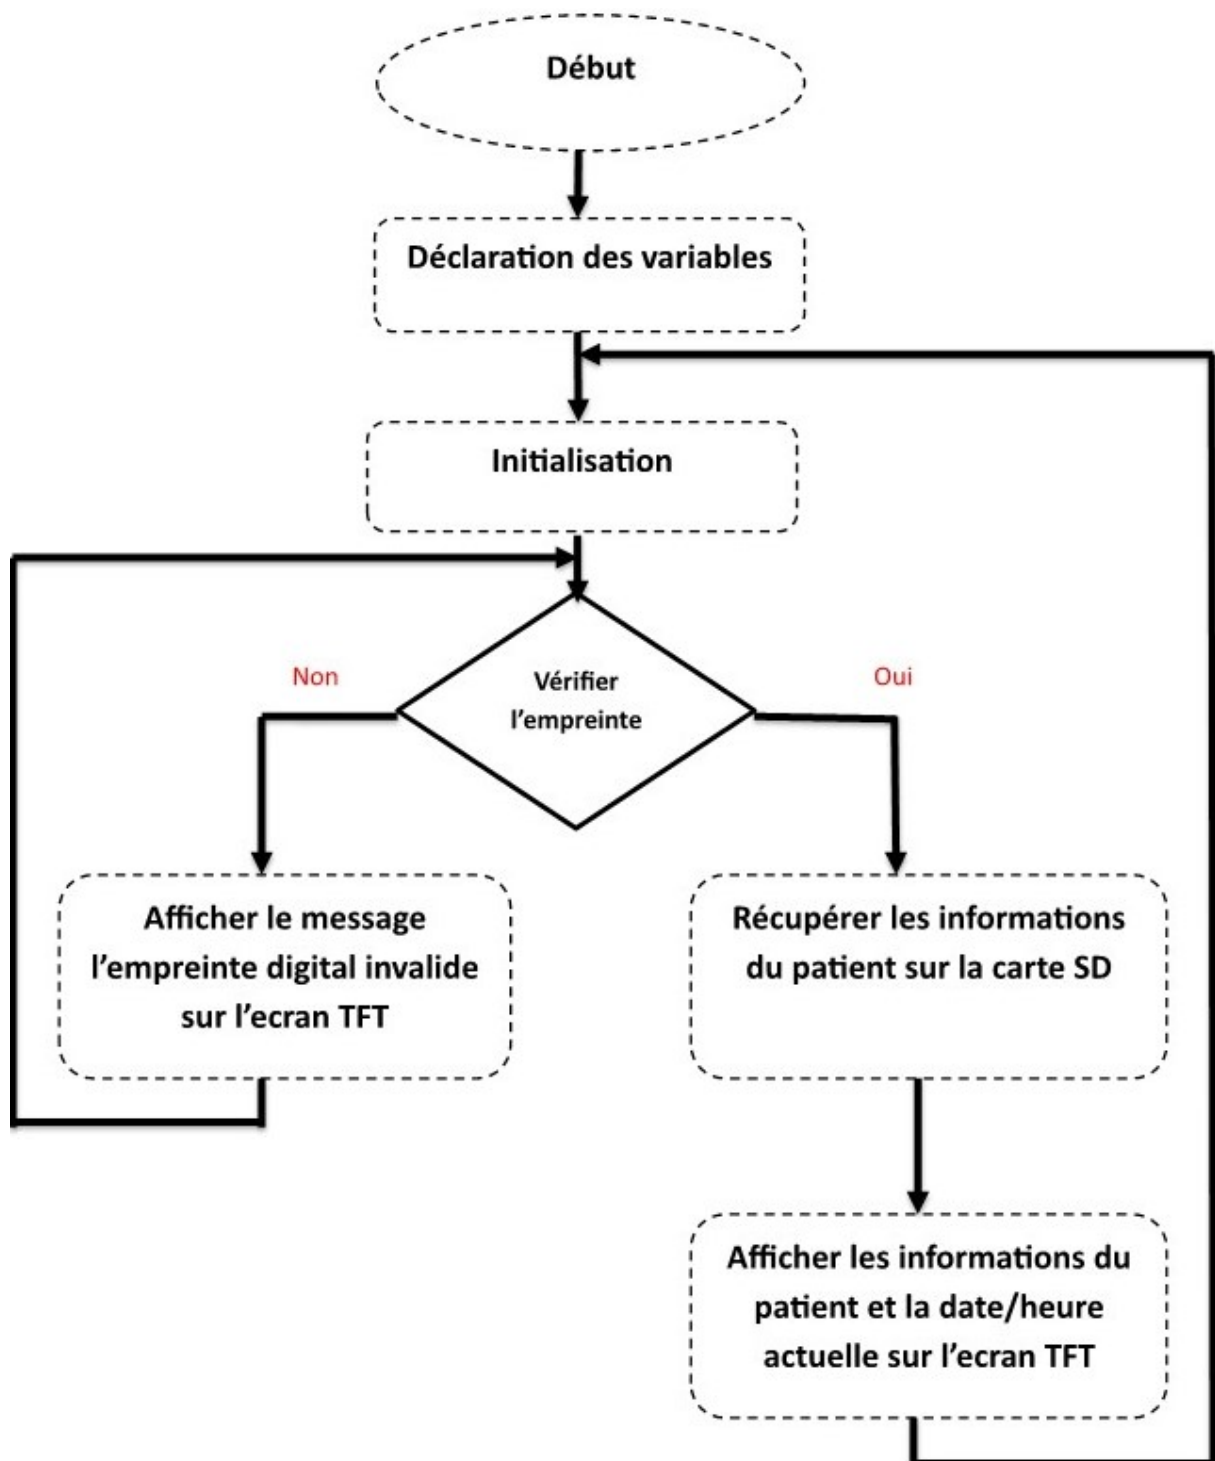 Début
Déclaration des variables
Initialisation
Non
Vérifier
l'empreinte
Oui
Afficher le message
l'empreinte digital invalide
sur l'ecran TFT
Récupérer les informations
du patient sur la carte SD
Afficher les informations du
patient et la date/heure
actuelle sur l'ecran TFT